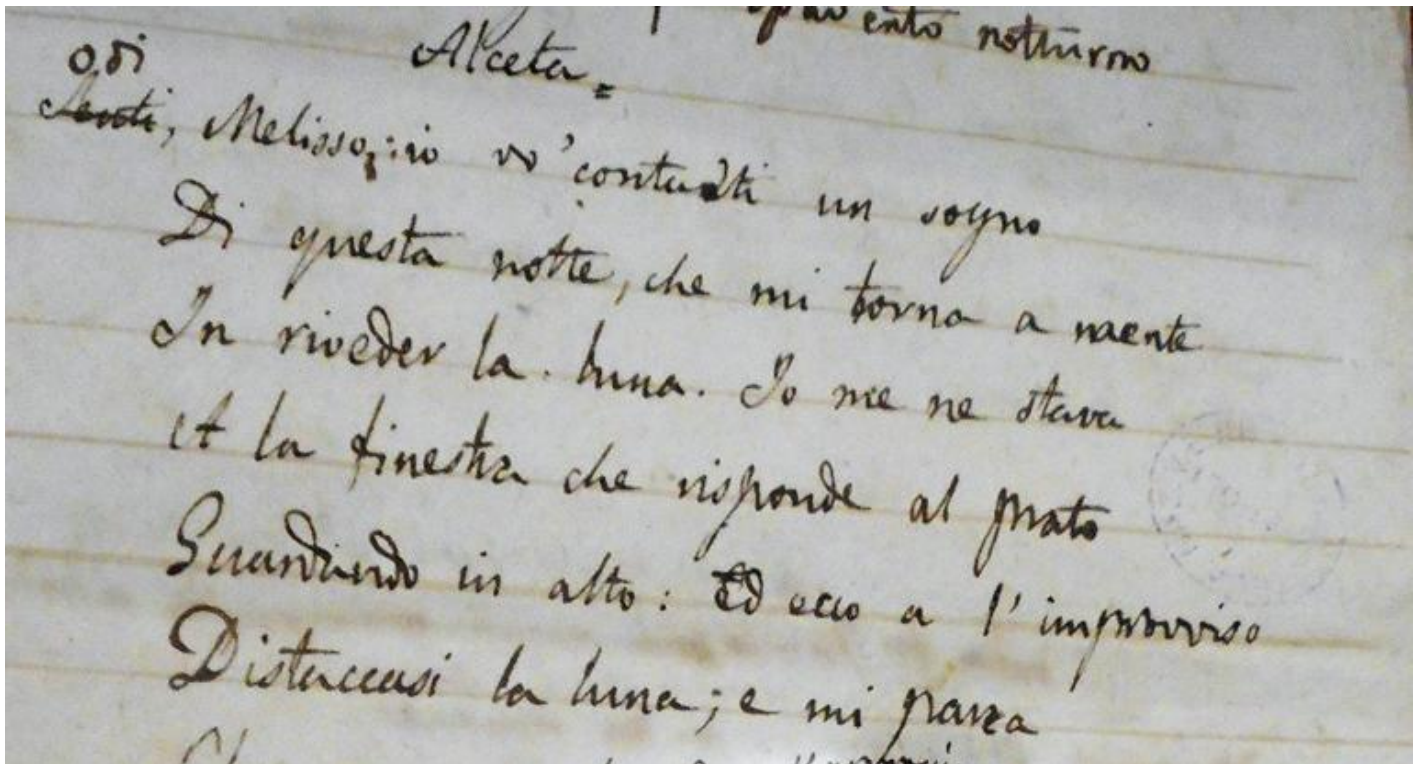 spavento notturno
Alceta =
odi
Senti, Melisso: io vo' contarti un sogno
Di questa notte, che mi torna a mente
In riveder la luna. Io me ne stava
A la finestra che risponde al prato
Guardando in alto: Ed ecco a l'improvviso
Distaccasi la luna; e mi parea